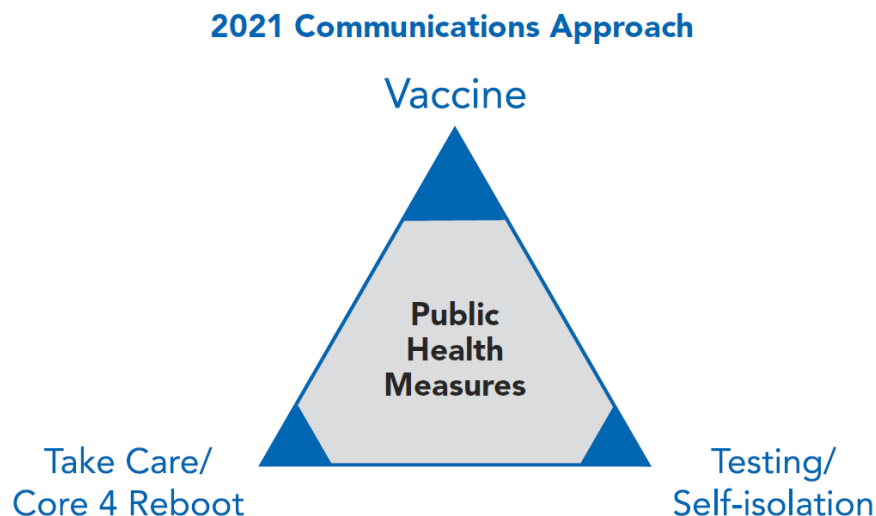 2021 Communications Approach
Vaccine
Public
Health
Measures
Take Care/
Core 4 Reboot
Testing/
Self-isolation